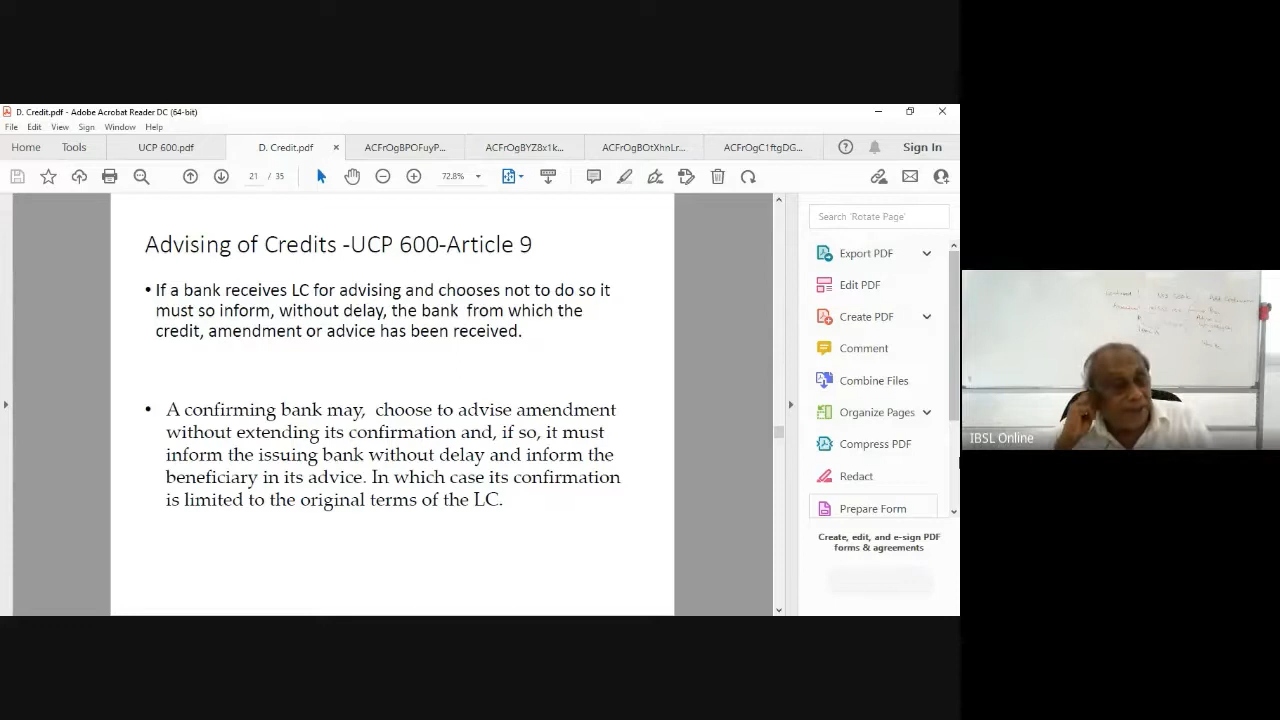 D. Credit.pdf - Adobe Acrobat Reader DC (64-bit)
File Edit View Sign Window Help
Home Tools UCP 600.pdf D. Credit.pdf × ACFrOgBPOFuyP... ACFrOgBYZ8x1k... ACFrOgBOtXhnLr... ACFrOgC1ftgDG... Sign In
21 / 35 72.8%
Advising of Credits -UCP 600-Article 9
• If a bank receives LC for advising and chooses not to do so it
must so inform, without delay, the bank from which the
credit, amendment or advice has been received.
• A confirming bank may, choose to advise amendment
without extending its confirmation and, if so, it must
inform the issuing bank without delay and inform the
beneficiary in its advice. In which case its confirmation
is limited to the original terms of the LC.
Search 'Rotate Page'
Export PDF
Edit PDF
Create PDF
Comment
Combine Files
Organize Pages
Compress PDF
Redact
Prepare Form
Create, edit, and e-sign PDF
forms & agreements
IBSL Online